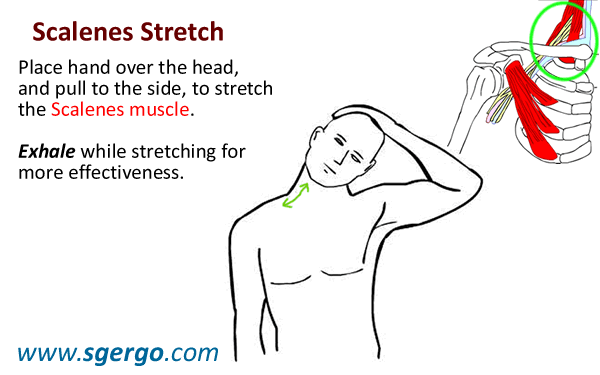 Scalenes Stretch
Place hand over the head,
and pull to the side, to stretch
the Scalenes muscle.
Exhale while stretching for
more effectiveness.
www.sgergo.com